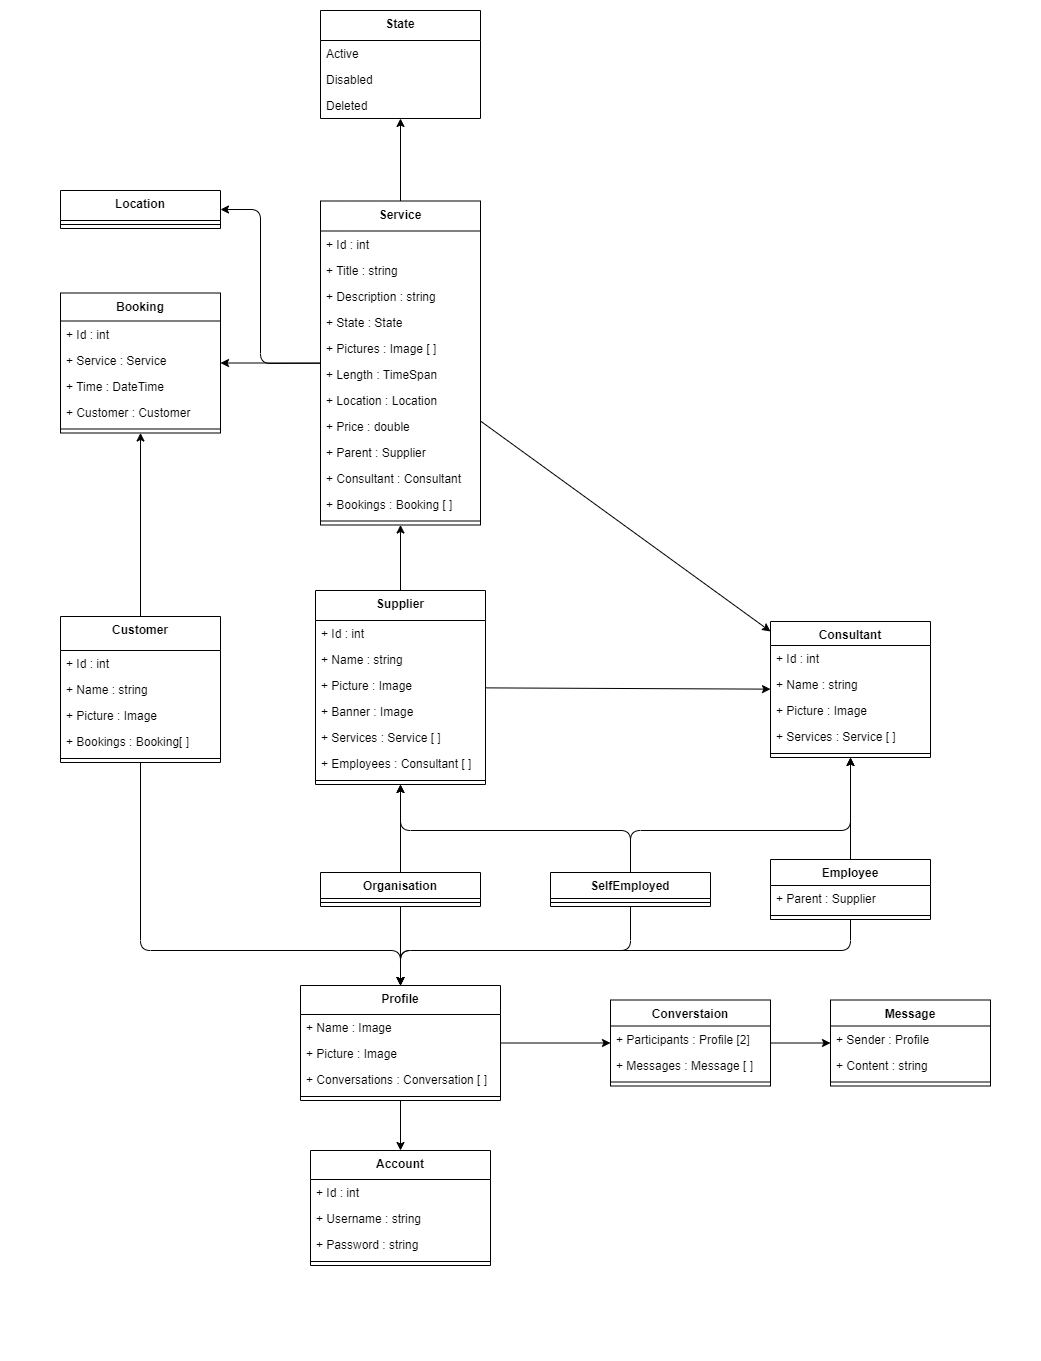 State
Active
Disabled
Deleted
Location
Service
+ Id : int
+ Title : string
+ Description : string
+ State : State
+ Pictures : Image [ ]
+ Length : TimeSpan
+ Location : Location
+ Price : double
+ Parent : Supplier
+ Consultant : Consultant
+ Bookings : Booking [ ]
Booking
+ Id : int
+ Service : Service
+ Time : DateTime
+ Customer : Customer
Customer
+ Id : int
+ Name : string
+ Picture : Image
+ Bookings : Booking[ ]
Supplier
+ Id : int
+ Name : string
+ Picture : Image
+ Banner : Image
+ Services : Service [ ]
+ Employees : Consultant [ ]
Consultant
+ Id : int
+ Name : string
+ Picture : Image
+ Services : Service [ ]
Organisation
SelfEmployed
Employee
+ Parent : Supplier
Profile
+ Name : Image
+ Picture : Image
+ Conversations : Conversation [ ]
Converstaion
+ Participants : Profile [2]
+ Messages : Message [ ]
Message
+ Sender : Profile
+ Content : string
Account
+ Id : int
+ Username : string
+ Password : string